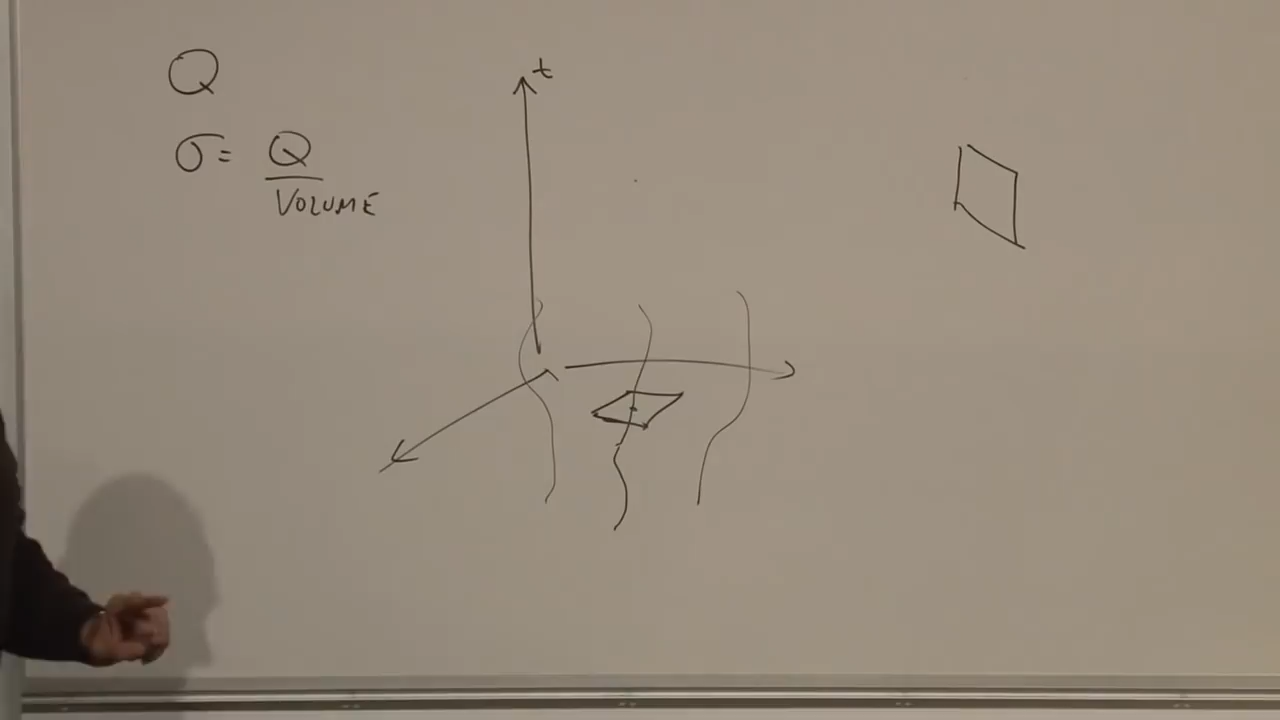 Q
t
σ = Q
VOLUME